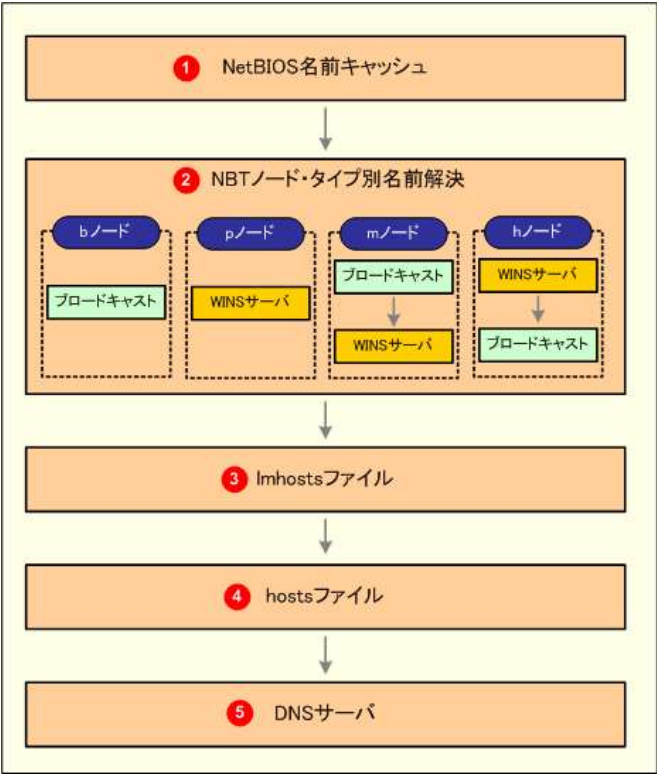 1 NetBIOS名前キャッシュ
2 NBTノード・タイプ別名前解決
bノード
ブロードキャスト
pノード
WINSサーバ
mノード
ブロードキャスト
WINSサーバ
hノード
WINSサーバ
ブロードキャスト
3 lmhostsファイル
4 hostsファイル
5 DNSサーバ